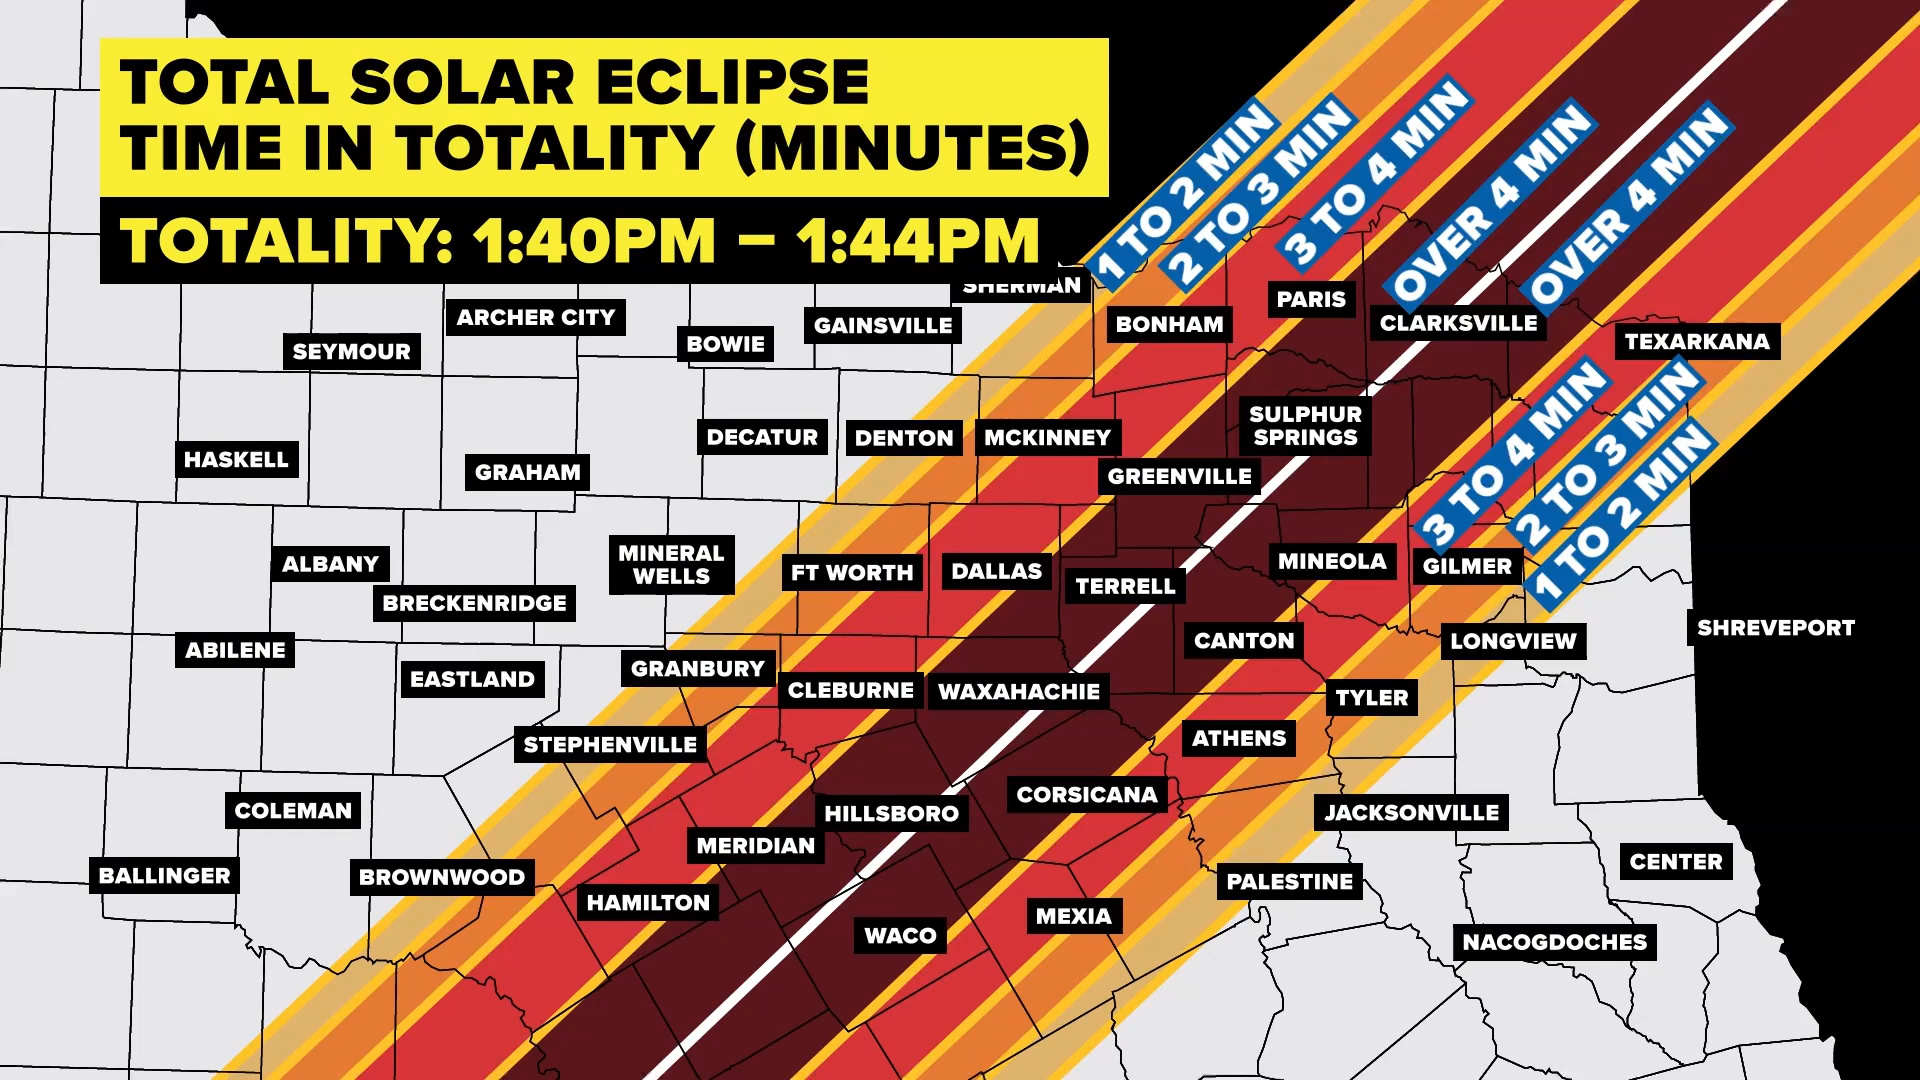 TOTAL SOLAR ECLIPSE
TIME IN TOTALITY (MINUTES)
TOTALITY: 1:40PM – 1:44PM
1 TO 2 MIN
2 TO 3 MIN
3 TO 4 MIN
OVER 4 MIN
OVER 4 MIN
SHERMAN
PARIS
ARCHER CITY
GAINSVILLE
BONHAM
CLARKSVILLE
SEYMOUR
BOWIE
TEXARKANA
HASKELL
GRAHAM
DECATUR
DENTON
MCKINNEY
SULPHUR
SPRINGS
GREENVILLE
3 TO 4 MIN
2 TO 3 MIN
1 TO 2 MIN
ALBANY
MINERAL
WELLS
FT WORTH
DALLAS
TERRELL
MINEOLA
GILMER
BRECKENRIDGE
ABILENE
CANTON
LONGVIEW
SHREVEPORT
EASTLAND
GRANBURY
CLEBURNE
WAXAHACHIE
TYLER
STEPHENVILLE
ATHENS
COLEMAN
HILLSBORO
CORSICANA
JACKSONVILLE
MERIDIAN
CENTER
BALLINGER
BROWNWOOD
PALESTINE
HAMILTON
WACO
MEXIA
NACOGDOCHES